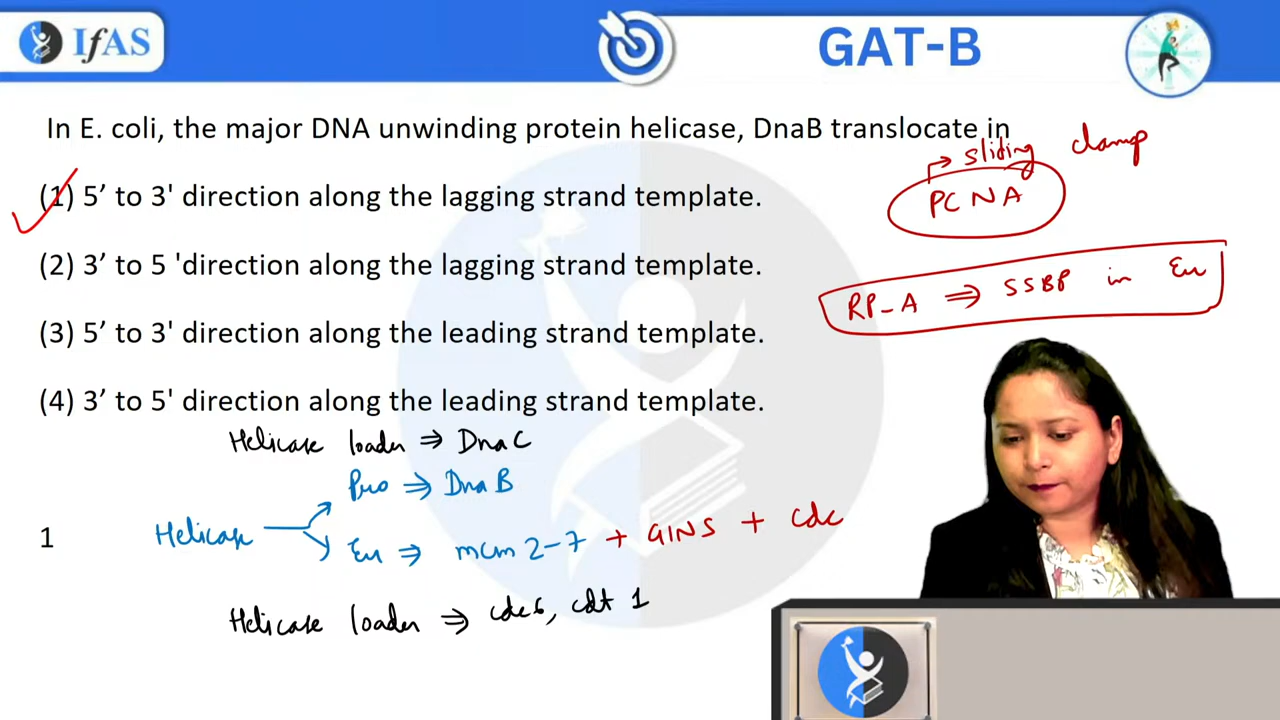 IfAS
GAT-B
In E. coli, the major DNA unwinding protein helicase, DnaB translocate in
(1) 5’ to 3' direction along the lagging strand template.
(2) 3’ to 5 'direction along the lagging strand template.
(3) 5’ to 3' direction along the leading strand template.
(4) 3’ to 5' direction along the leading strand template.
sliding clamp
PCNA
RP-A ⇒ SSBP in Eu
Helicase loader ⇒ DnaC
Pro ⇒ DnaB
1
Helicase
Eu ⇒ mcm 2-7 + GINS + cdc
Helicase loader ⇒ cdc6, cdt 1